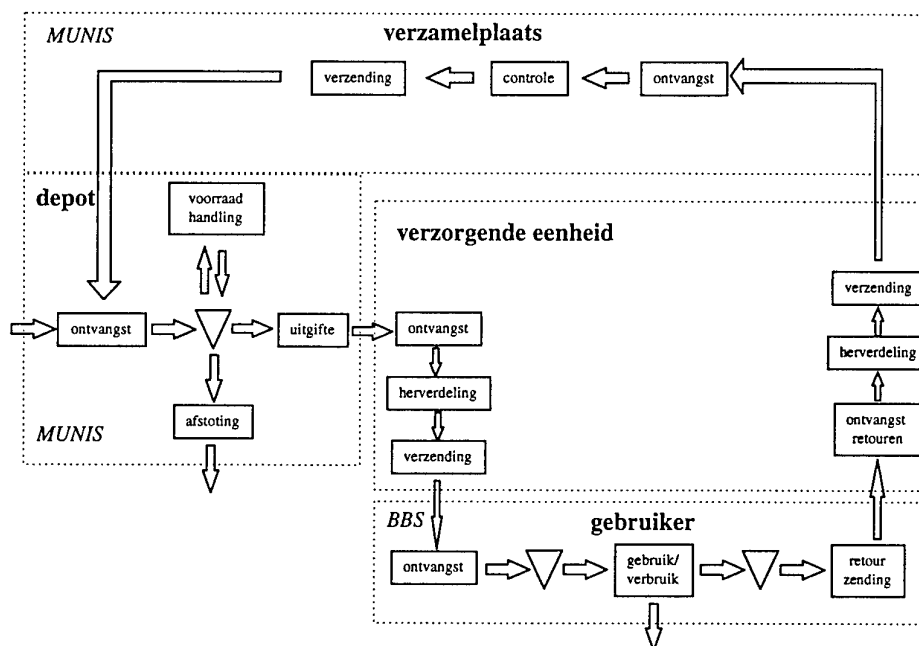 MUNIS
verzamelplaats
verzending
controle
ontvangst
depot
voorraad
handling
verzorgende eenheid
verzending
ontvangst
uitgifte
ontvangst
herverdeling
herverdeling
afstoting
ontvangst
retouren
MUNIS
verzending
BBS
gebruiker
ontvangst
gebruik/
verbruik
retour
zending